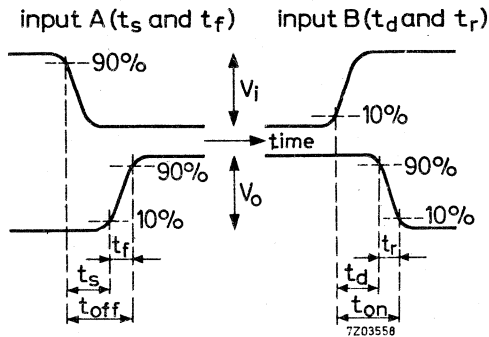 input A (ts and tf)
input B (td and tr)
90%
Vi
10%
time
90%
Vo
90%
10%
10%
tf
tr
ts
td
toff
ton
7Z03558